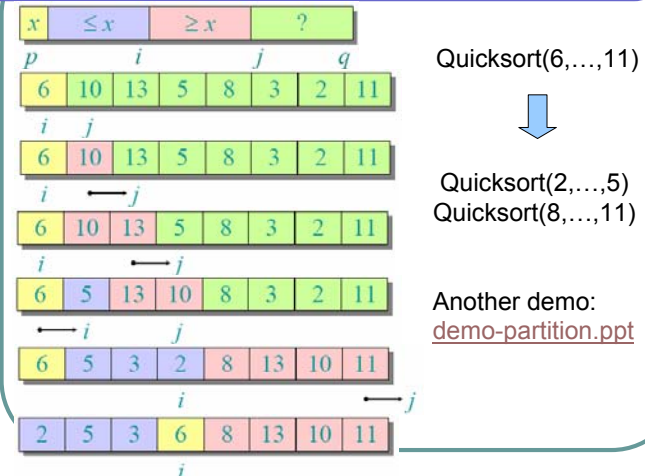 x ≤ x ≥ x ?
p i j q
6 10 13 5 8 3 2 11
i j
6 10 13 5 8 3 2 11
i j
6 10 13 5 8 3 2 11
i j
6 5 13 10 8 3 2 11
i j
6 5 3 2 8 13 10 11
i j
2 5 3 6 8 13 10 11
i
Quicksort(6,…,11)
Quicksort(2,…,5)
Quicksort(8,…,11)
Another demo:
demo-partition.ppt